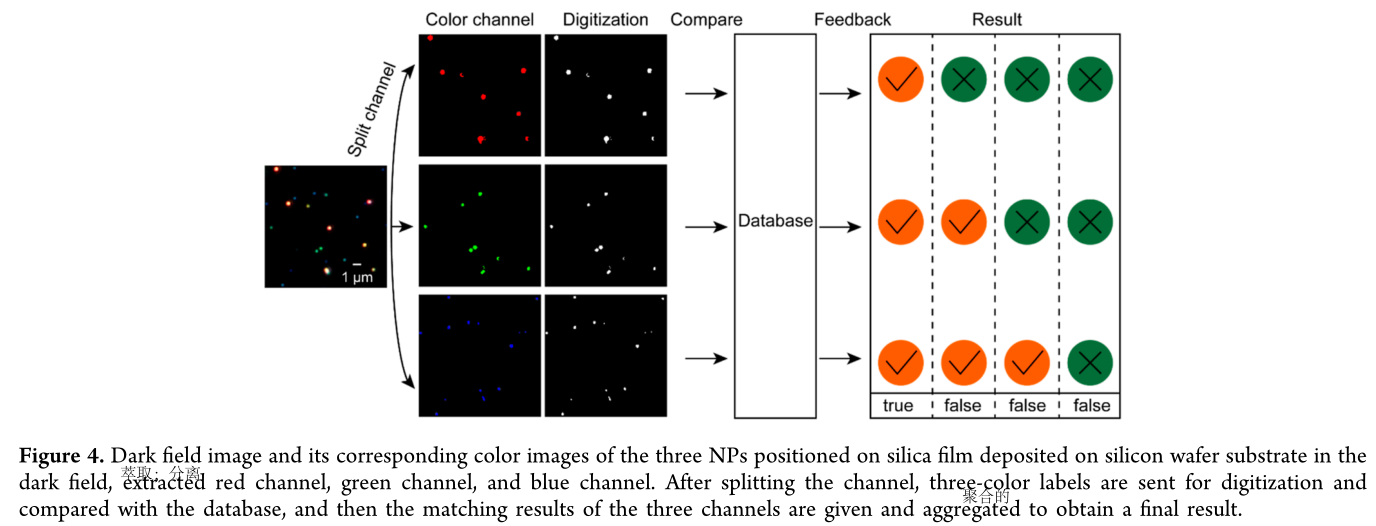 Color channel Digitization Compare Feedback Result
Split channel
1 μm
Database
true false false false
Figure 4. Dark field image and its corresponding color images of the three NPs positioned on silica film deposited on silicon wafer substrate in the
萃取；分离
dark field, extracted red channel, green channel, and blue channel. After splitting the channel, three-color labels are sent for digitization and
聚合的
compared with the database, and then the matching results of the three channels are given and aggregated to obtain a final result.